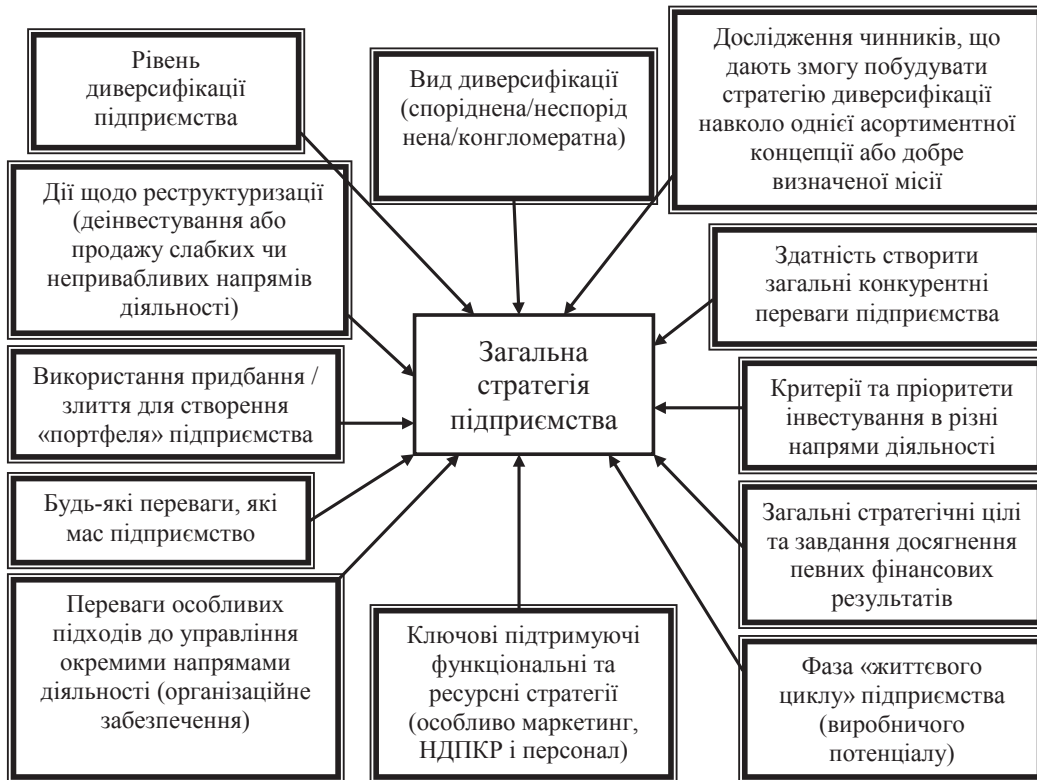 Рівень
диверсифікації
підприємства
Вид диверсифікації
(споріднена/неспорід
нена/конгломератна)
Дослідження чинників, що
дають змогу побудувати
стратегію диверсифікації
навколо однієї асортиментної
концепції або добре
визначеної місії
Дії щодо реструктуризації
(деінвестування або
продажу слабких чи
непривабливих напрямів
діяльності)
Здатність створити
загальні конкурентні
переваги підприємства
Загальна
стратегія
підприємства
Використання придбання /
злиття для створення
«портфеля» підприємства
Критерії та пріоритети
інвестування в різні
напрями діяльності
Будь-які переваги, які
мас підприємство
Загальні стратегічні цілі
та завдання досягнення
певних фінансових
результатів
Переваги особливих
підходів до управління
окремими напрямами
діяльності (організаційне
забезпечення)
Ключові підтримуючі
функціональні та
ресурсні стратегії
(особливо маркетинг,
НДПКР і персонал)
Фаза «життєвого
циклу» підприємства
(виробничого
потенціалу)